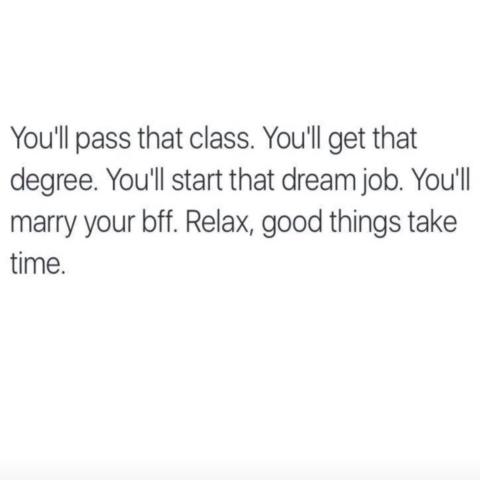 You'll pass that class. You'll get that
degree. You'll start that dream job. You'll
marry your bff. Relax, good things take
time.